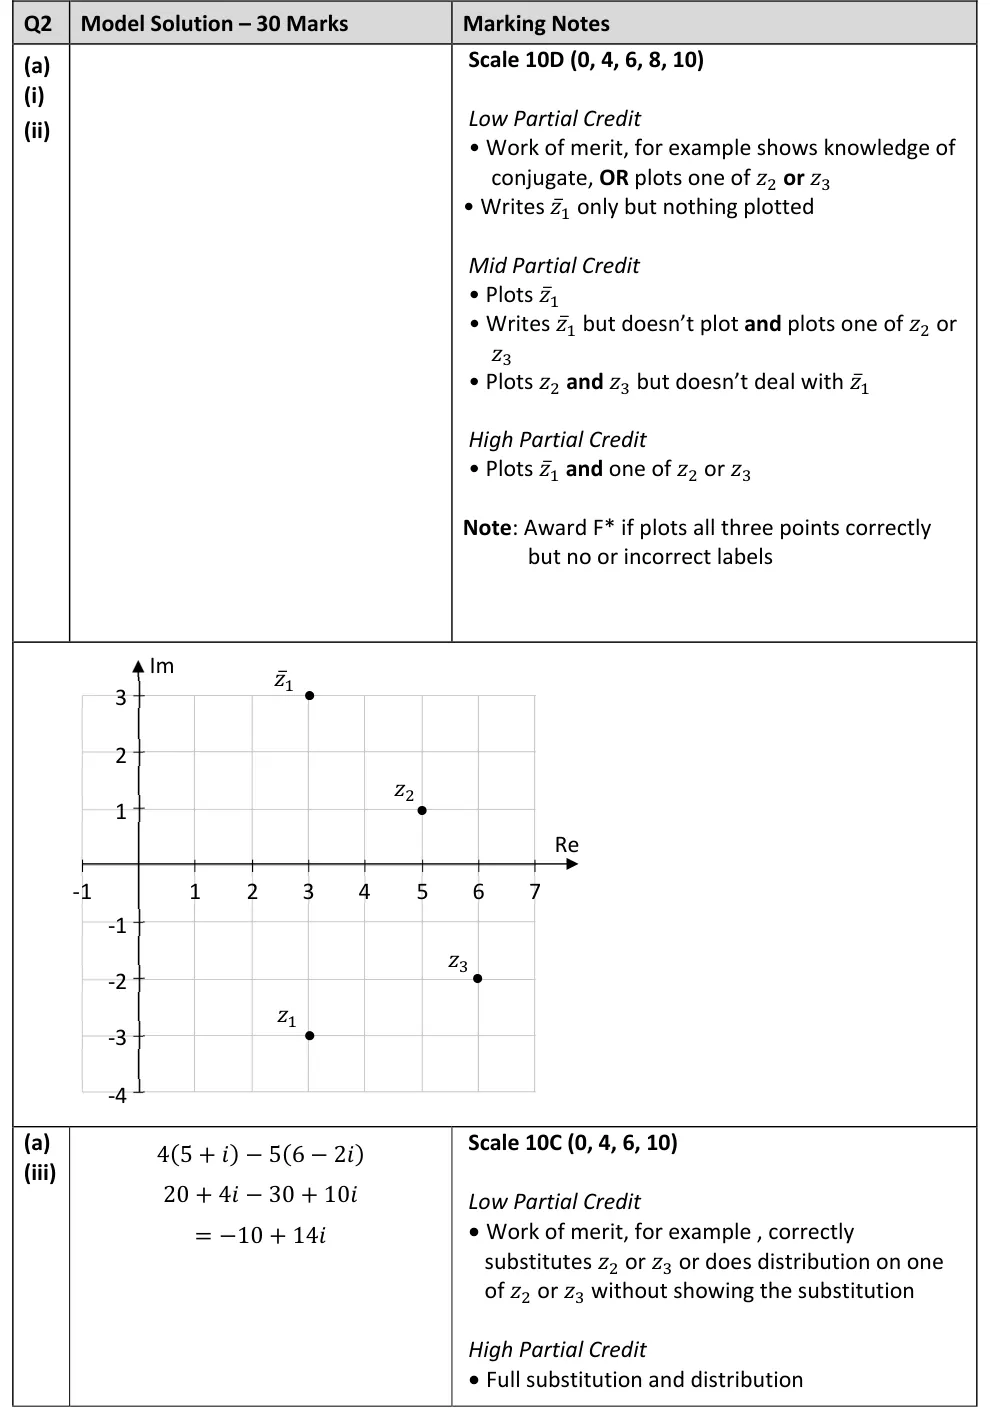 Q2 Model Solution – 30 Marks Marking Notes
(a)
(i)
(ii)
Scale 10D (0, 4, 6, 8, 10)
Low Partial Credit
• Work of merit, for example shows knowledge of
conjugate, OR plots one of z₂ or z₃
• Writes z̄₁ only but nothing plotted
Mid Partial Credit
• Plots z̄₁
• Writes z̄₁ but doesn’t plot and plots one of z₂ or
z₃
• Plots z₂ and z₃ but doesn’t deal with z̄₁
High Partial Credit
• Plots z̄₁ and one of z₂ or z₃
Note: Award F* if plots all three points correctly
but no or incorrect labels
Im
z̄₁
3
2
z₂
1
Re
-1 1 2 3 4 5 6 7
-1
z₃
-2
z₁
-3
-4
(a)
(iii)
4(5 + i) − 5(6 − 2i)
20 + 4i − 30 + 10i
= −10 + 14i
Scale 10C (0, 4, 6, 10)
Low Partial Credit
• Work of merit, for example , correctly
substitutes z₂ or z₃ or does distribution on one
of z₂ or z₃ without showing the substitution
High Partial Credit
• Full substitution and distribution